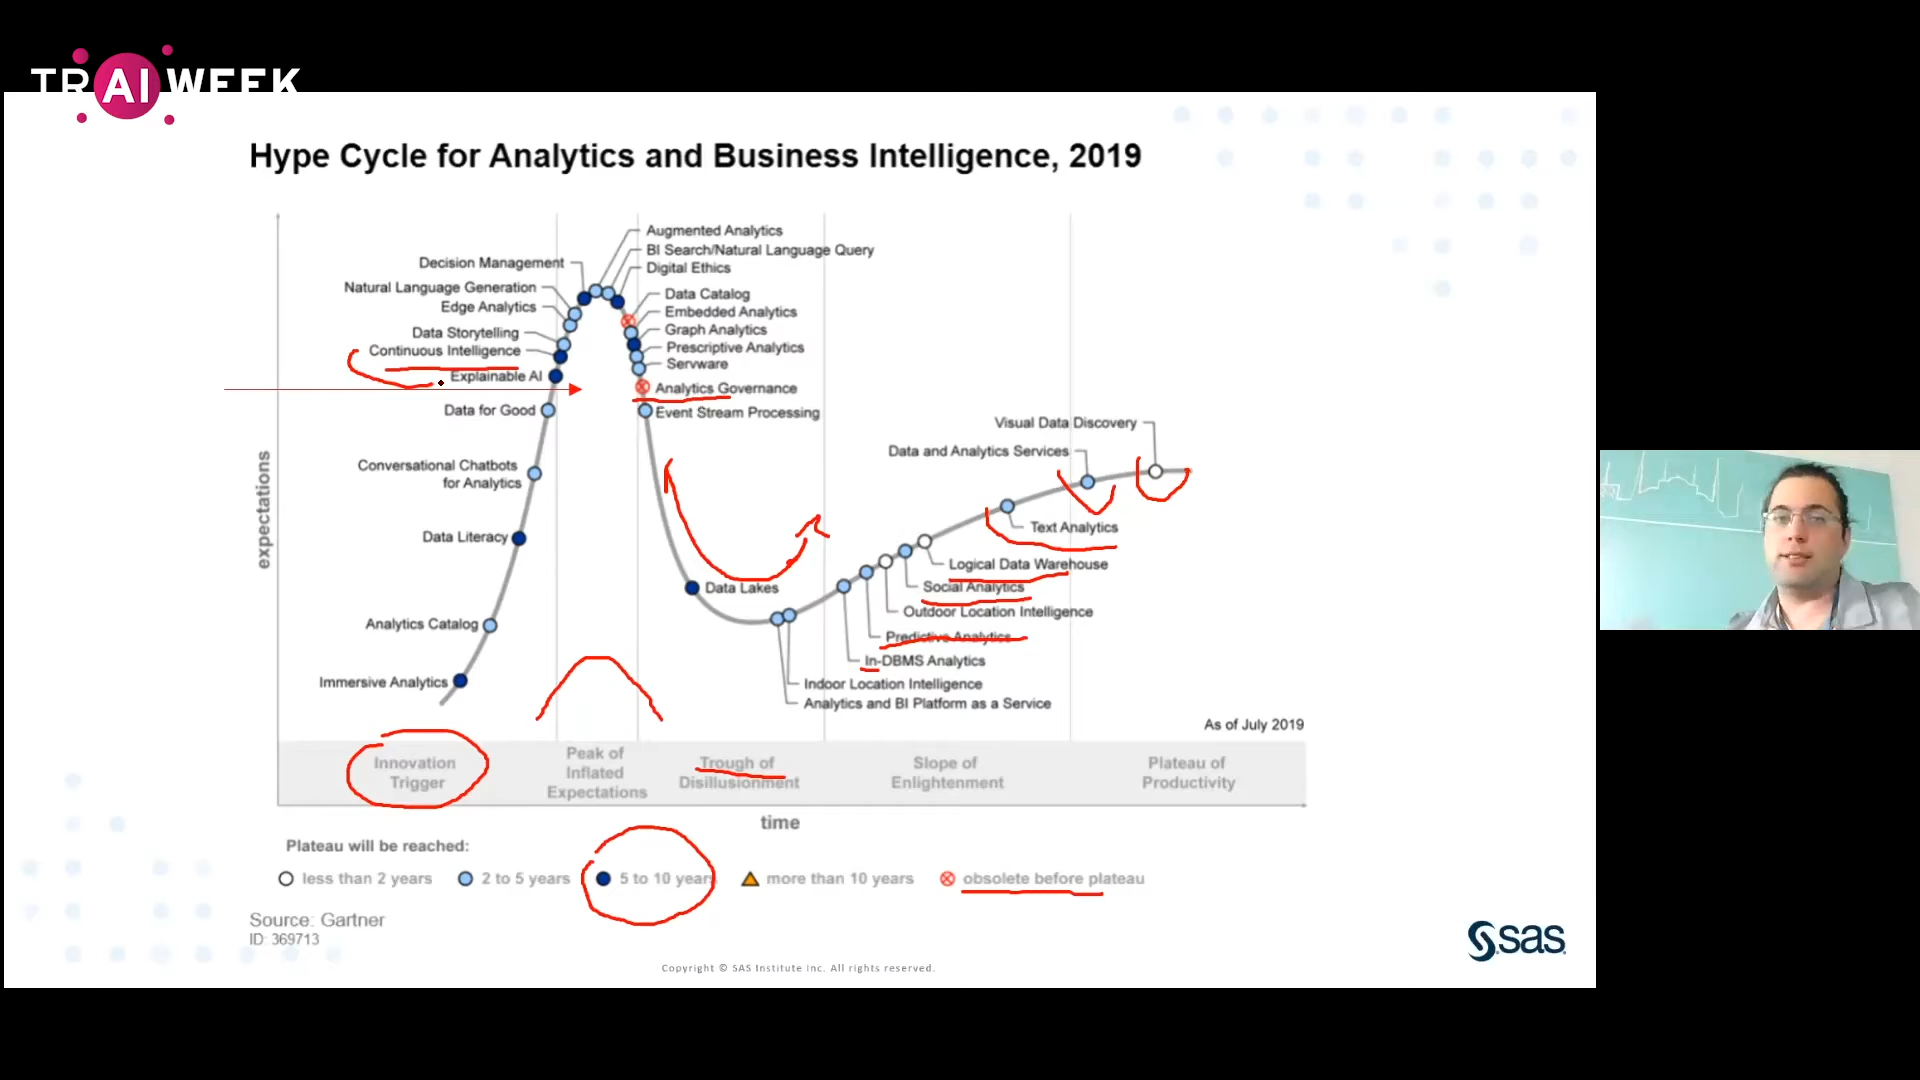 TR AI WEEK
Hype Cycle for Analytics and Business Intelligence, 2019
Augmented Analytics
BI Search/Natural Language Query
Digital Ethics
Decision Management
Natural Language Generation
Edge Analytics
Data Storytelling
Continuous Intelligence
Explainable AI
Data for Good
Conversational Chatbots
for Analytics
Data Literacy
Analytics Catalog
Immersive Analytics
Data Catalog
Embedded Analytics
Graph Analytics
Prescriptive Analytics
Servware
Analytics Governance
Event Stream Processing
Data Lakes
Visual Data Discovery
Data and Analytics Services
Text Analytics
Logical Data Warehouse
Social Analytics
Outdoor Location Intelligence
Predictive Analytics
In-DBMS Analytics
Indoor Location Intelligence
Analytics and BI Platform as a Service
expectations
As of July 2019
Innovation
Trigger
Peak of
Inflated
Expectations
Trough of
Disillusionment
Slope of
Enlightenment
Plateau of
Productivity
time
Plateau will be reached:
less than 2 years
2 to 5 years
5 to 10 years
more than 10 years
obsolete before plateau
Source: Gartner
ID: 369713
sas
Copyright © SAS Institute Inc. All rights reserved.